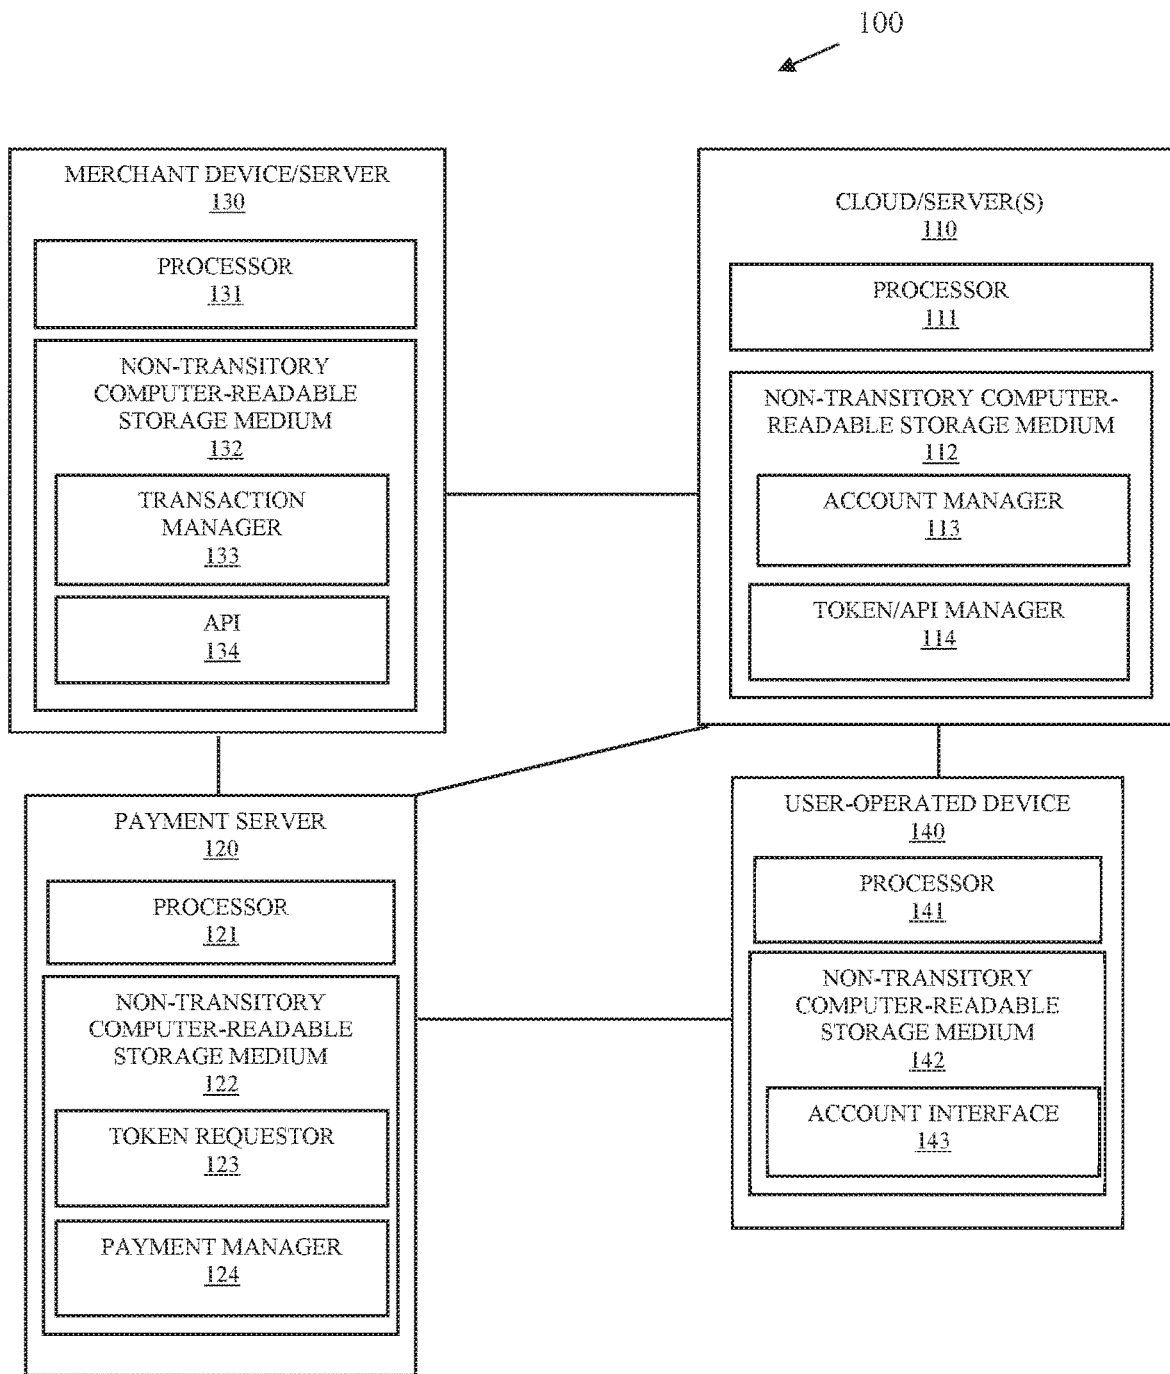 100
MERCHANT DEVICE/SERVER
130
PROCESSOR
131
NON-TRANSITORY
COMPUTER-READABLE
STORAGE MEDIUM
132
TRANSACTION
MANAGER
133
API
134
CLOUD/SERVER(S)
110
PROCESSOR
111
NON-TRANSITORY COMPUTER-
READABLE STORAGE MEDIUM
112
ACCOUNT MANAGER
113
TOKEN/API MANAGER
114
PAYMENT SERVER
120
PROCESSOR
121
NON-TRANSITORY
COMPUTER-READABLE
STORAGE MEDIUM
122
TOKEN REQUESTOR
123
PAYMENT MANAGER
124
USER-OPERATED DEVICE
140
PROCESSOR
141
NON-TRANSITORY
COMPUTER-READABLE
STORAGE MEDIUM
142
ACCOUNT INTERFACE
143